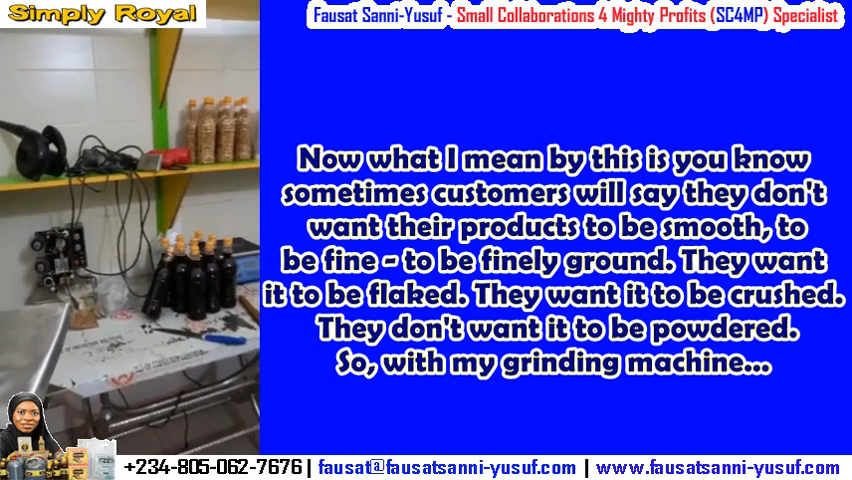 Simply Royal
Fausat Sanni-Yusuf - Small Collaborations 4 Mighty Profits (SC4MP) Specialist
Now what I mean by this is you know
sometimes customers will say they don't
want their products to be smooth, to
be fine - to be finely ground. They want
it to be flaked. They want it to be crushed.
They don't want it to be powdered.
So, with my grinding machine...
+234-805-062-7676 | fausat@fausatsanni-yusuf.com | www.fausatsanni-yusuf.com